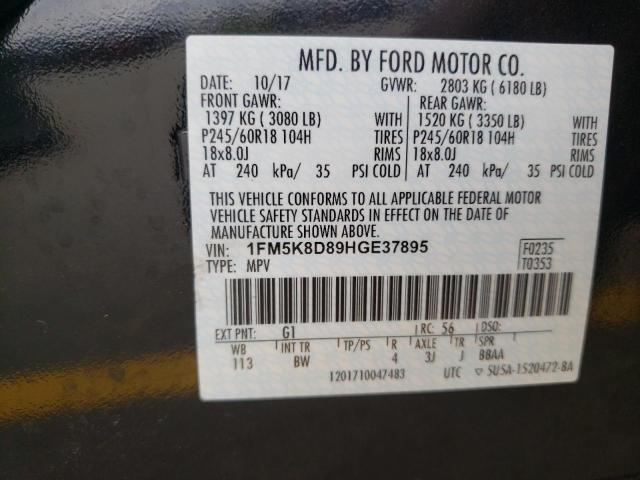 MFD. BY FORD MOTOR CO.
DATE: 10/17 GVWR: 2803 KG ( 6180 LB)
FRONT GAWR: REAR GAWR:
1397 KG ( 3080 LB) WITH 1520 KG ( 3350 LB) WITH
P245/60R18 104H TIRES P245/60R18 104H TIRES
18x8.0J RIMS 18x8.0J RIMS
AT 240 kPa/ 35 PSI COLD AT 240 kPa/ 35 PSI COLD
THIS VEHICLE CONFORMS TO ALL APPLICABLE FEDERAL MOTOR
VEHICLE SAFETY STANDARDS IN EFFECT ON THE DATE OF
MANUFACTURE SHOWN ABOVE.
VIN: 1FM5K8D89HGE37895 F0235
TYPE: MPV T0353
EXT PNT: G1 RC: 56 DSO:
WB INT TR TP/PS R AXLE TR SPR
113 BW 4 3J J BBAA
1201710047483 UTC ▽ SU5A-1520472-BA